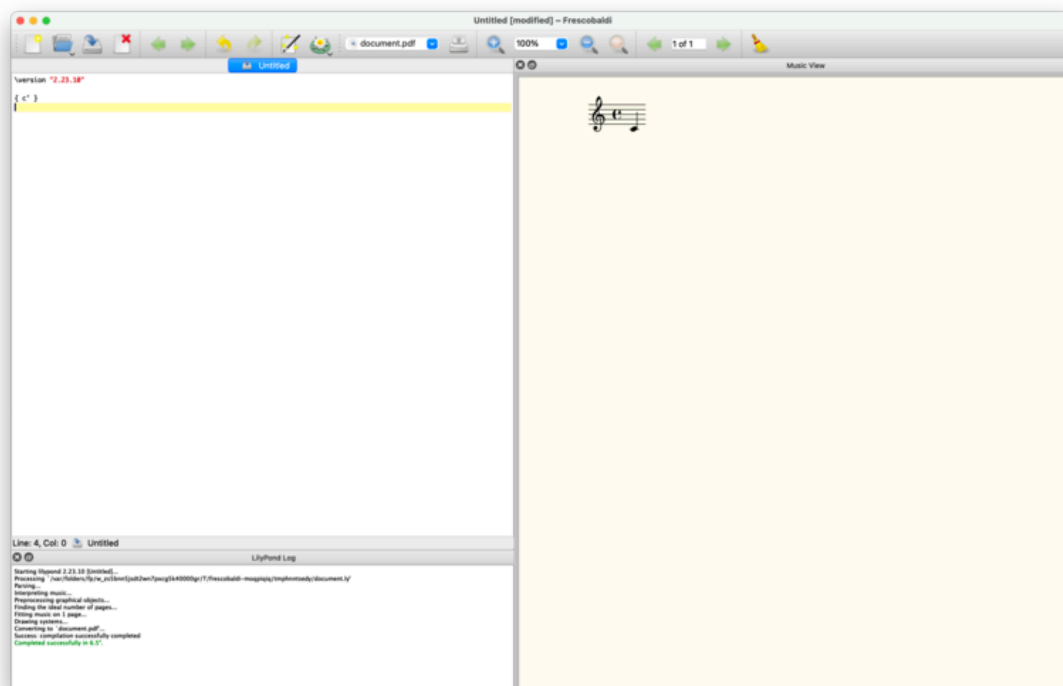 Untitled [modified] – Frescobaldi
document.pdf
100%
1 of 1
Untitled
Music View
\version "2.23.10"
{ c' }
Line: 4, Col: 0 Untitled
LilyPond Log
Starting lilypond 2.23.10 [Untitled]...
Parsing...
Interpreting music...
Preprocessing graphical objects...
Finding the ideal number of pages...
Fitting music on 1 page...
Drawing systems...
Converting to `document.pdf'...
Success: compilation successfully completed
Completed successfully in 6.5".